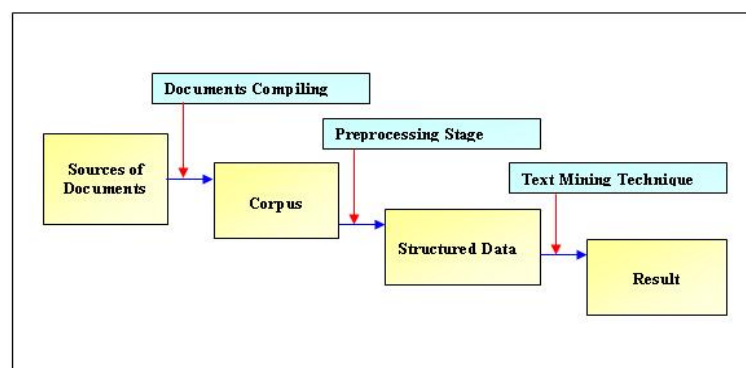 Documents Compiling
Preprocessing Stage
Sources of
Documents
Text Mining Technique
Corpus
Structured Data
Result